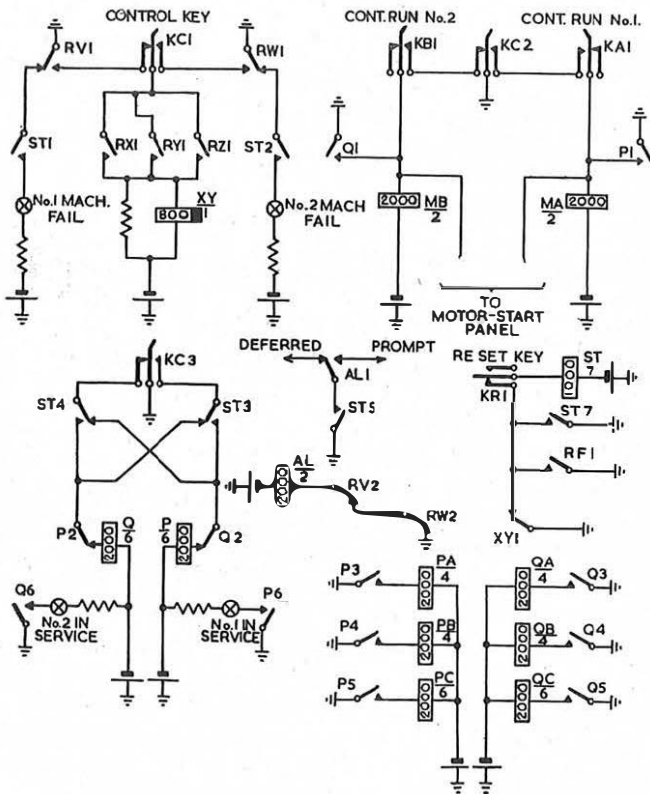 CONTROL KEY
CONT. RUN No.2
CONT. RUN No.1.
RV1
KC1
RW1
KB1
KC2
KA1
ST1
RX1
RY1
RZ1
ST2
Q1
P1
No.1 MACH.
FAIL.
800
XY
1
No.2 MACH
FAIL
2000
MB
2
MA
2
2000
TO
MOTOR-START
PANEL
KC3
DEFERRED
PROMPT
AL1
RESET KEY
ST
7
KR1
ST4
ST3
ST5
ST7
AL
2
2000
RV2
RF1
RW2
XY1
P2
Q
6
2000
P
6
2000
Q2
Q6
No.2 IN
SERVICE
No.1 IN
SERVICE
P6
P3
2000
PA
4
QA
4
2000
Q3
P4
2000
PB
4
QB
4
2000
Q4
P5
2000
PC
6
QC
6
2000
Q5